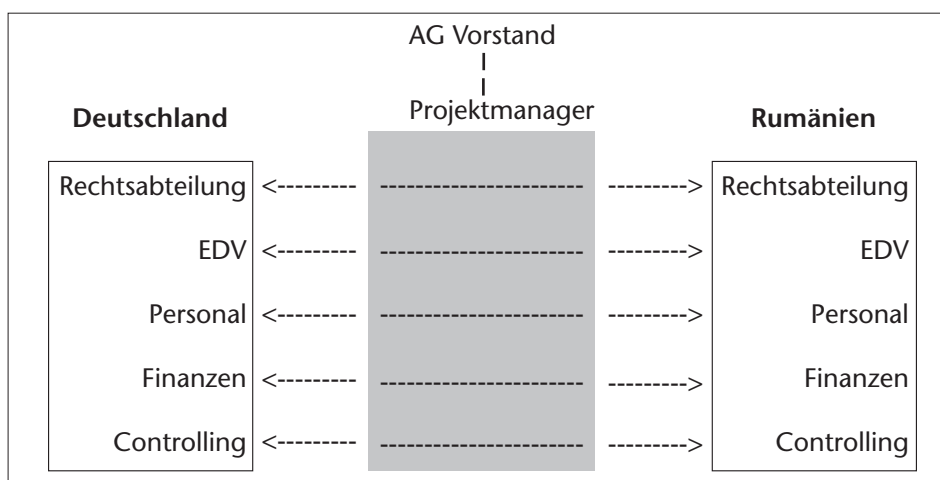 AG Vorstand
Projektmanager
Deutschland
Rumänien
Rechtsabteilung <--------- ----------------------- ---------> Rechtsabteilung
EDV <--------- ----------------------- ---------> EDV
Personal <--------- ----------------------- ---------> Personal
Finanzen <--------- ----------------------- ---------> Finanzen
Controlling <--------- ----------------------- ---------> Controlling